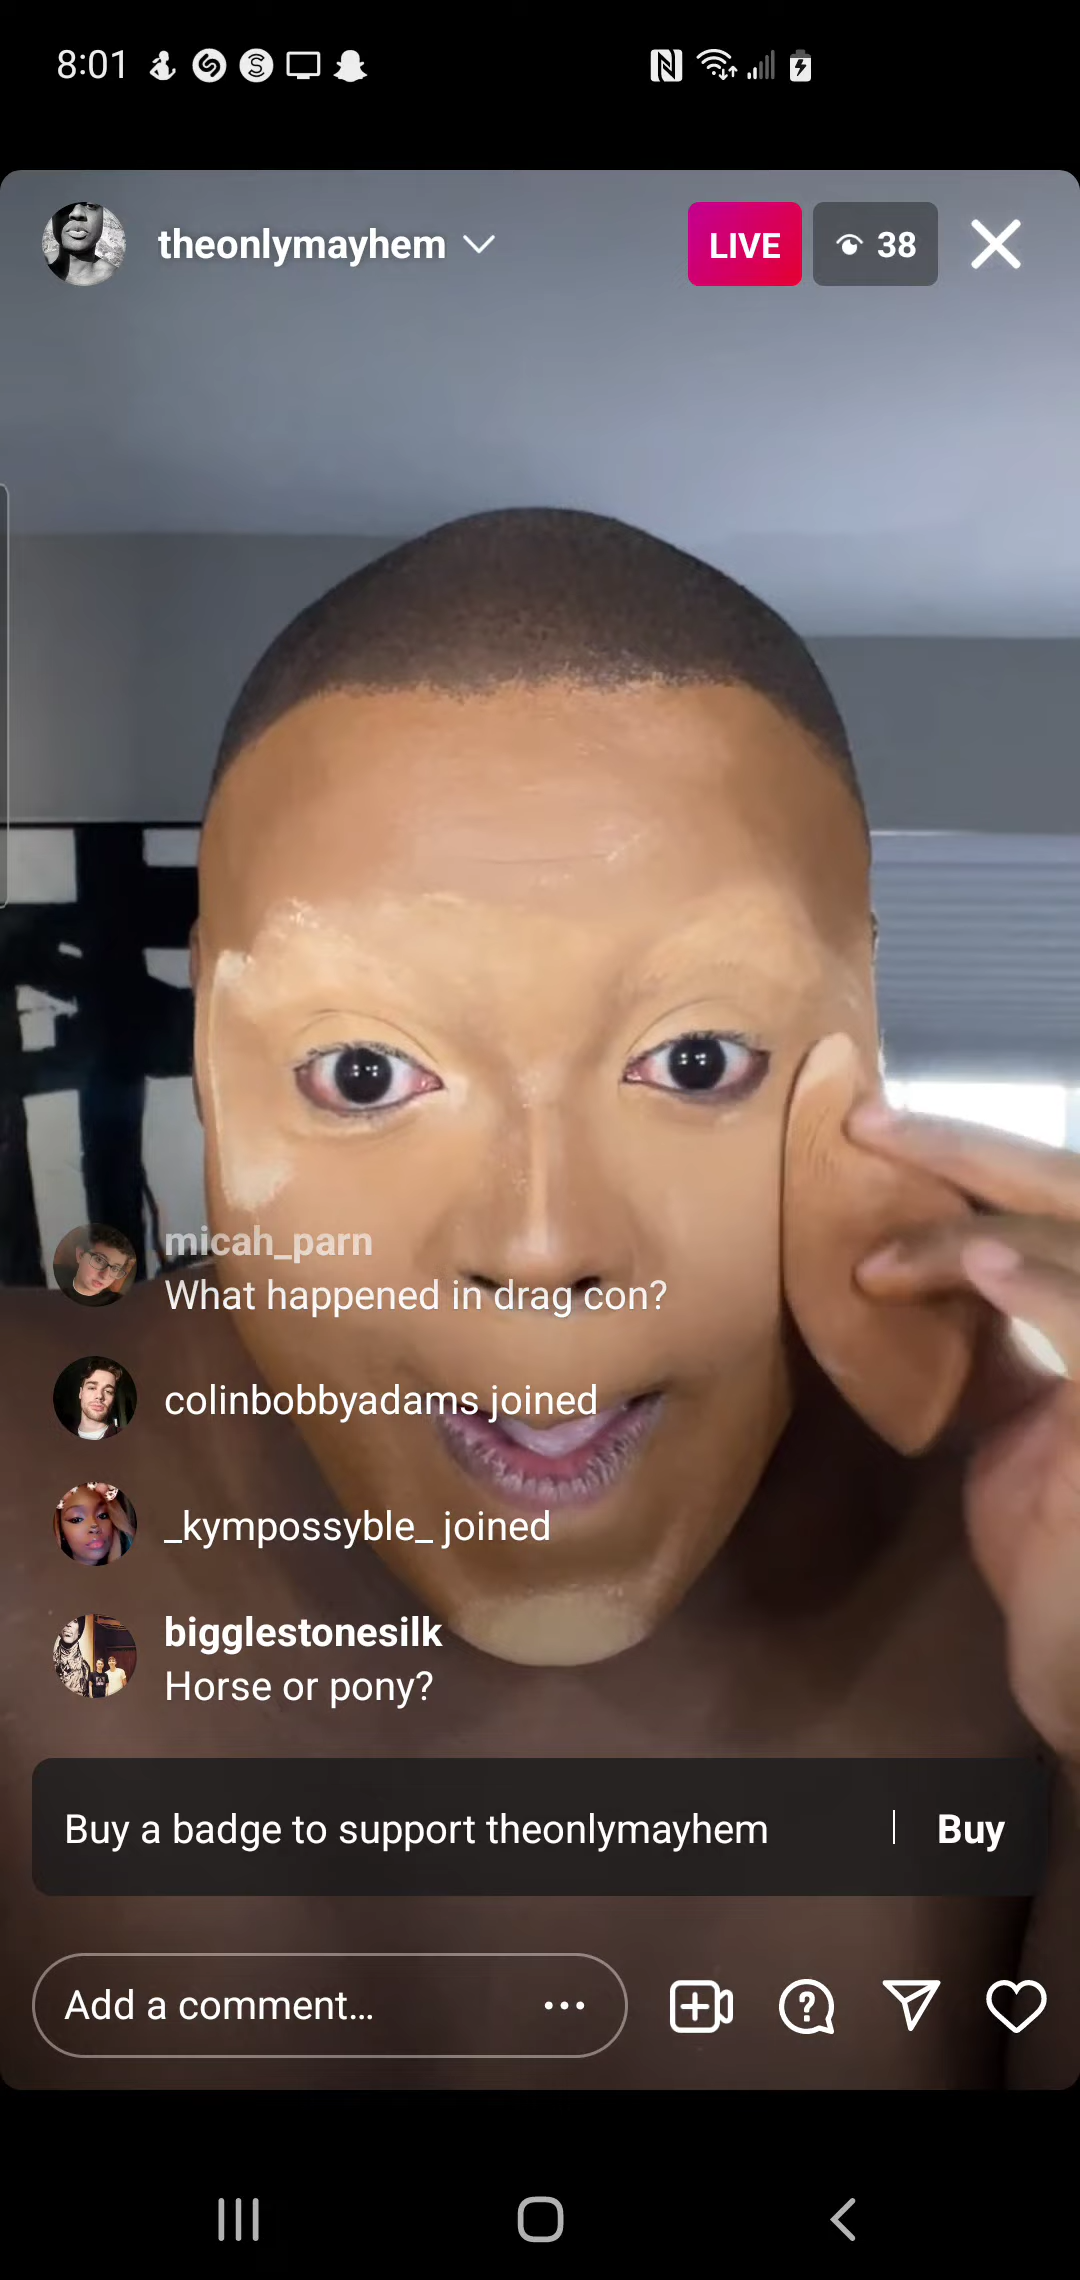 8:01
theonlymayhem
LIVE
38
micah_parn
What happened in drag con?
colinbobbyadams joined
_kympossyble_ joined
bigglestonesilk
Horse or pony?
Buy a badge to support theonlymayhem
Buy
Add a comment...